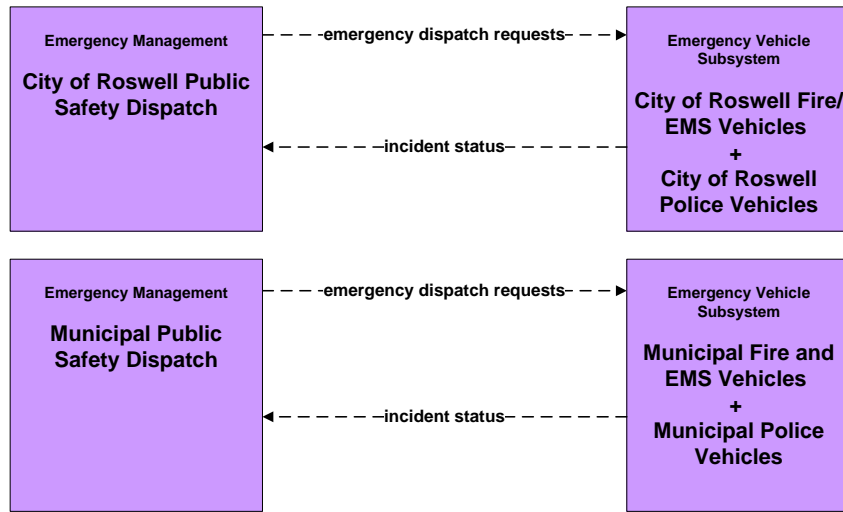 Emergency Management
City of Roswell Public
Safety Dispatch
emergency dispatch requests
incident status
Emergency Vehicle
Subsystem
City of Roswell Fire/
EMS Vehicles
+
City of Roswell
Police Vehicles
Emergency Management
Municipal Public
Safety Dispatch
emergency dispatch requests
incident status
Emergency Vehicle
Subsystem
Municipal Fire and
EMS Vehicles
+
Municipal Police
Vehicles